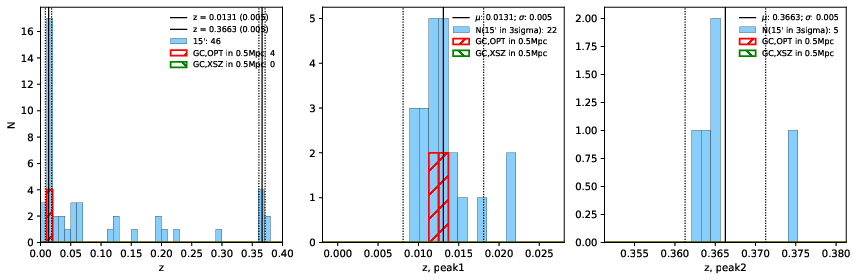 z = 0.0131 (0.005)
z = 0.3663 (0.005)
15': 46
GC,OPT in 0.5Mpc: 4
GC,XSZ in 0.5Mpc: 0
N
0 2 4 6 8 10 12 14 16
0.00 0.05 0.10 0.15 0.20 0.25 0.30 0.35 0.40
z
μ: 0.0131; σ: 0.005
N(15' in 3sigma): 22
GC,OPT in 0.5Mpc
GC,XSZ in 0.5Mpc
0 1 2 3 4 5
0.000 0.005 0.010 0.015 0.020 0.025
z, peak1
μ: 0.3663; σ: 0.005
N(15' in 3sigma): 5
GC,OPT in 0.5Mpc
GC,XSZ in 0.5Mpc
0.00 0.25 0.50 0.75 1.00 1.25 1.50 1.75 2.00
0.355 0.360 0.365 0.370 0.375 0.380
z, peak2